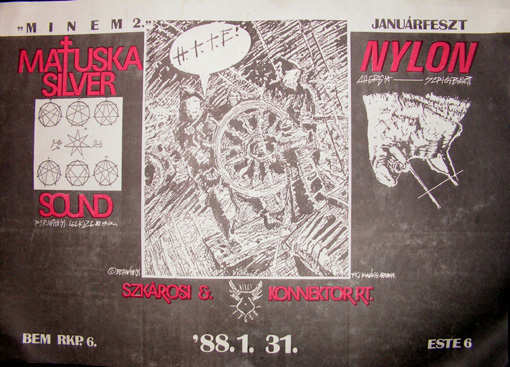 „MINEM 2."
JANUÁRFESZT
MATUSKA
SILVER
SOUND
H.I.T.F!
NYLON
SZKÁROSI &. KONNEKTOR.RT.
BEM RKP. 6.
'88.1. 31.
ESTE 6